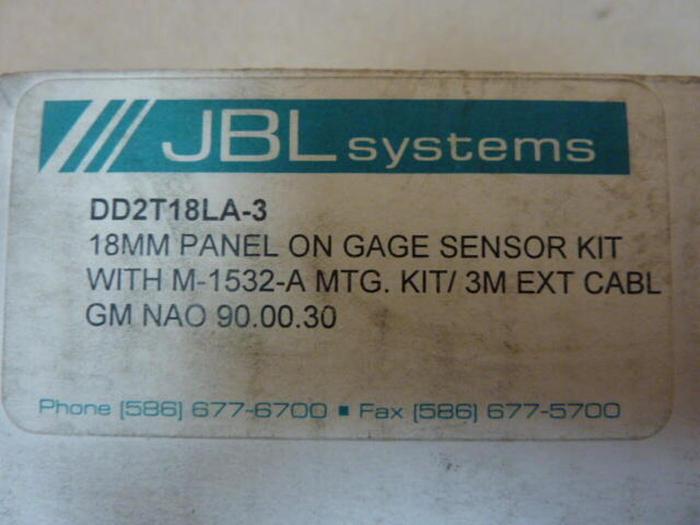 JBL systems
DD2T18LA-3
18MM PANEL ON GAGE SENSOR KIT
WITH M-1532-A MTG. KIT/ 3M EXT CABL
GM NAO 90.00.30
Phone (586) 677-6700 ■ Fax (586) 677-5700